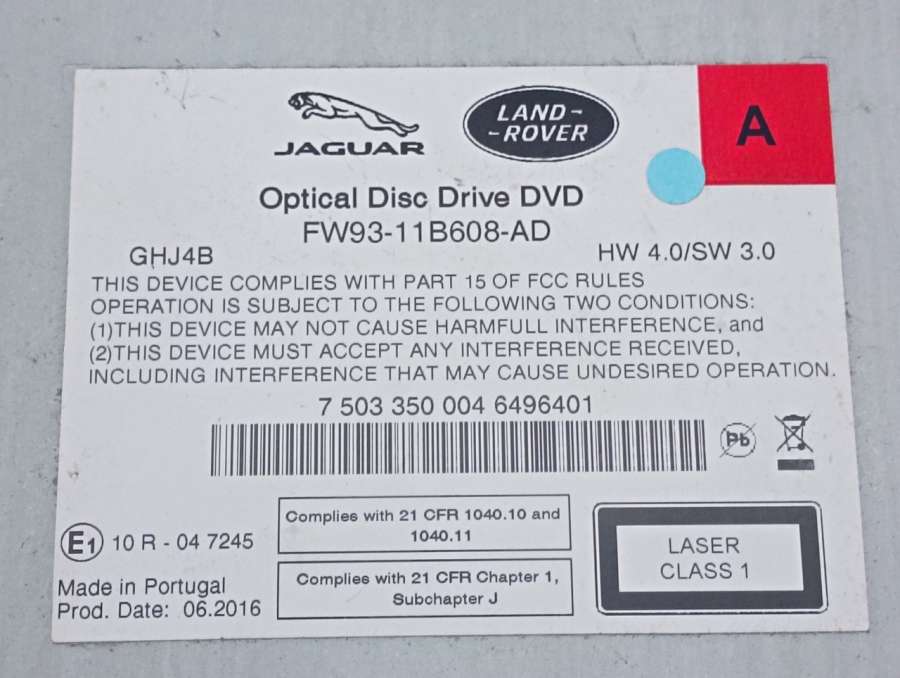 JAGUAR
LAND-
-ROVER
A
Optical Disc Drive DVD
FW93-11B608-AD
GHJ4B
HW 4.0/SW 3.0
THIS DEVICE COMPLIES WITH PART 15 OF FCC RULES
OPERATION IS SUBJECT TO THE FOLLOWING TWO CONDITIONS:
(1)THIS DEVICE MAY NOT CAUSE HARMFULL INTERFERENCE, and
(2)THIS DEVICE MUST ACCEPT ANY INTERFERENCE RECEIVED,
INCLUDING INTERFERENCE THAT MAY CAUSE UNDESIRED OPERATION.
7 503 350 004 6496401
Pb
E1 10 R - 04 7245
Made in Portugal
Prod. Date: 06.2016
Complies with 21 CFR 1040.10 and
1040.11
Complies with 21 CFR Chapter 1,
Subchapter J
LASER
CLASS 1